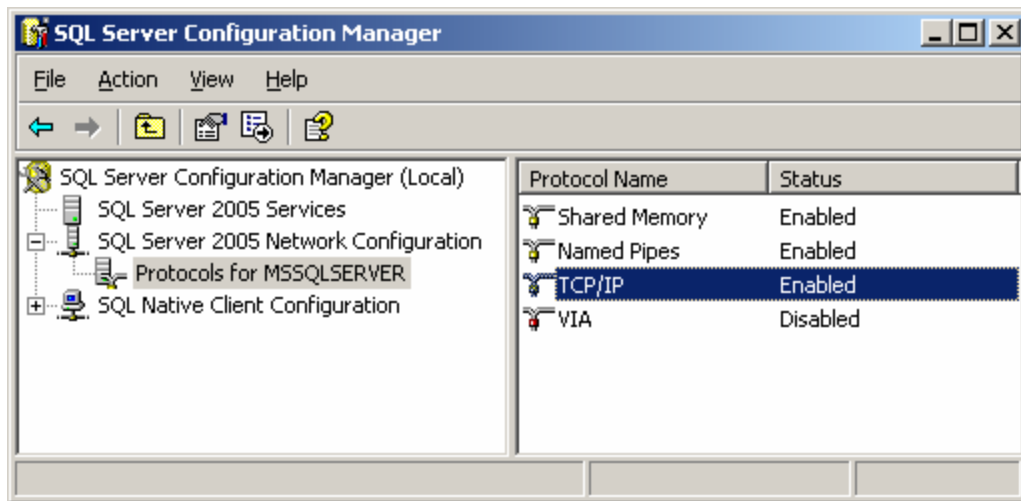 SQL Server Configuration Manager
File Action View Help
SQL Server Configuration Manager (Local)
SQL Server 2005 Services
SQL Server 2005 Network Configuration
Protocols for MSSQLSERVER
SQL Native Client Configuration
Protocol Name Status
Shared Memory Enabled
Named Pipes Enabled
TCP/IP Enabled
VIA Disabled